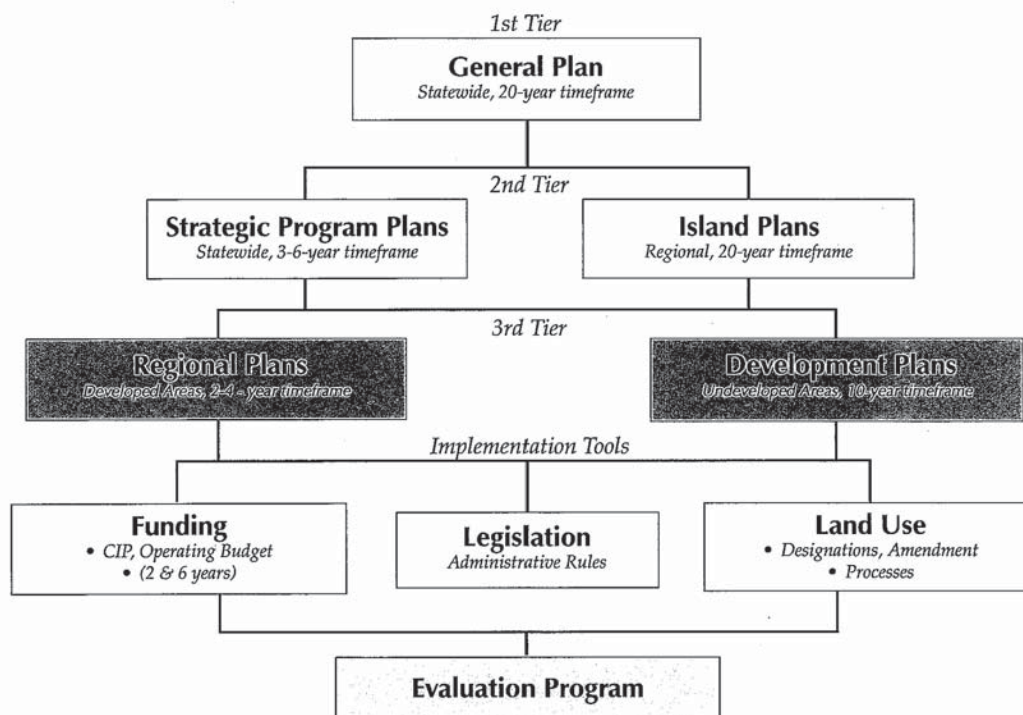 1st Tier
General Plan
Statewide, 20-year timeframe
2nd Tier
Strategic Program Plans
Statewide, 3-6-year timeframe
Island Plans
Regional, 20-year timeframe
3rd Tier
Regional Plans
Developed Areas, 2-4 - year timeframe
Development Plans
Undeveloped Areas, 10-year timeframe
Implementation Tools
Funding
• CIP, Operating Budget
• (2 & 6 years)
Legislation
Administrative Rules
Land Use
• Designations, Amendment
• Processes
Evaluation Program